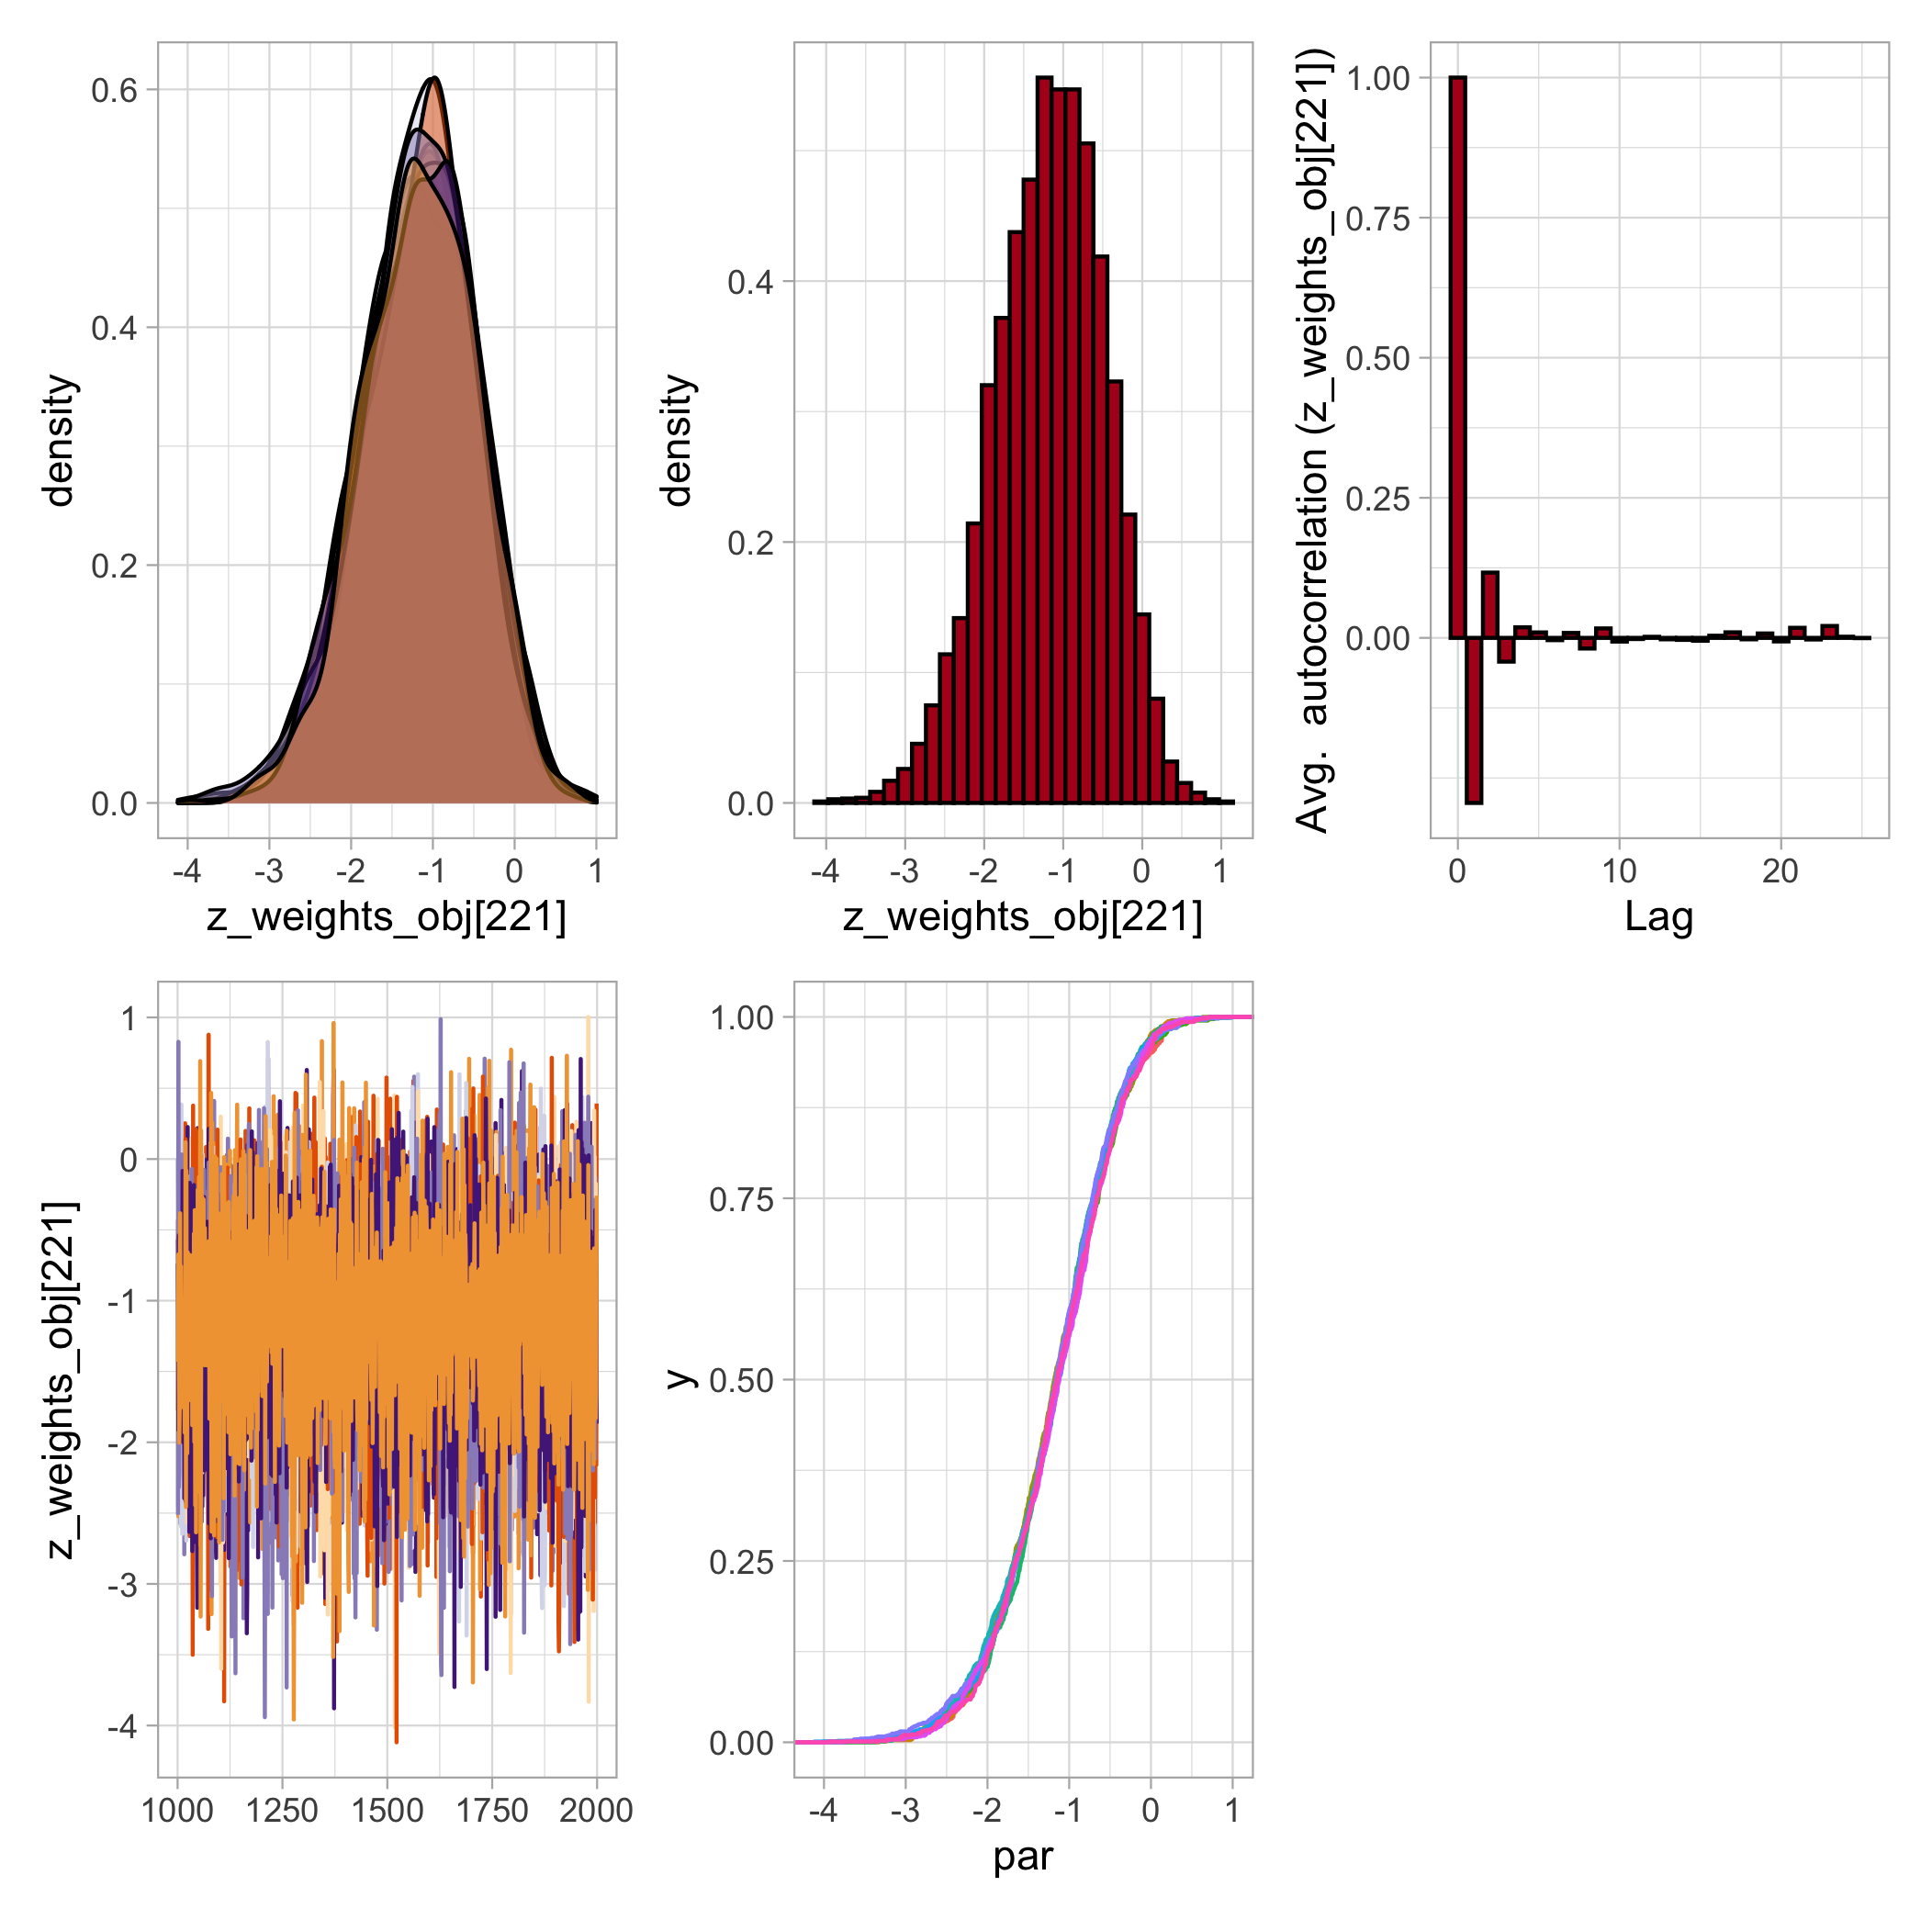 0.6
0.4
0.2
0.0
density
-4 -3 -2 -1 0 1
z_weights_obj[221]
0.4
0.2
0.0
density
-4 -3 -2 -1 0 1
z_weights_obj[221]
1.00
0.75
0.50
0.25
0.00
Avg. autocorrelation (z_weights_obj[221])
0 10 20
Lag
1
0
-1
-2
-3
-4
z_weights_obj[221]
1000 1250 1500 1750 2000
1.00
0.75
0.50
0.25
0.00
y
-4 -3 -2 -1 0 1
par